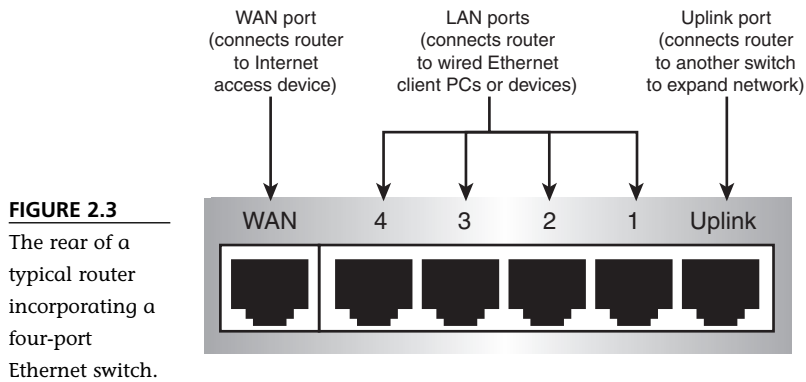 WAN port
(connects router
to Internet
access device)
LAN ports
(connects router
to wired Ethernet
client PCs or devices)
Uplink port
(connects router
to another switch
to expand network)
FIGURE 2.3
The rear of a
typical router
incorporating a
four-port
Ethernet switch.
WAN 4 3 2 1 Uplink